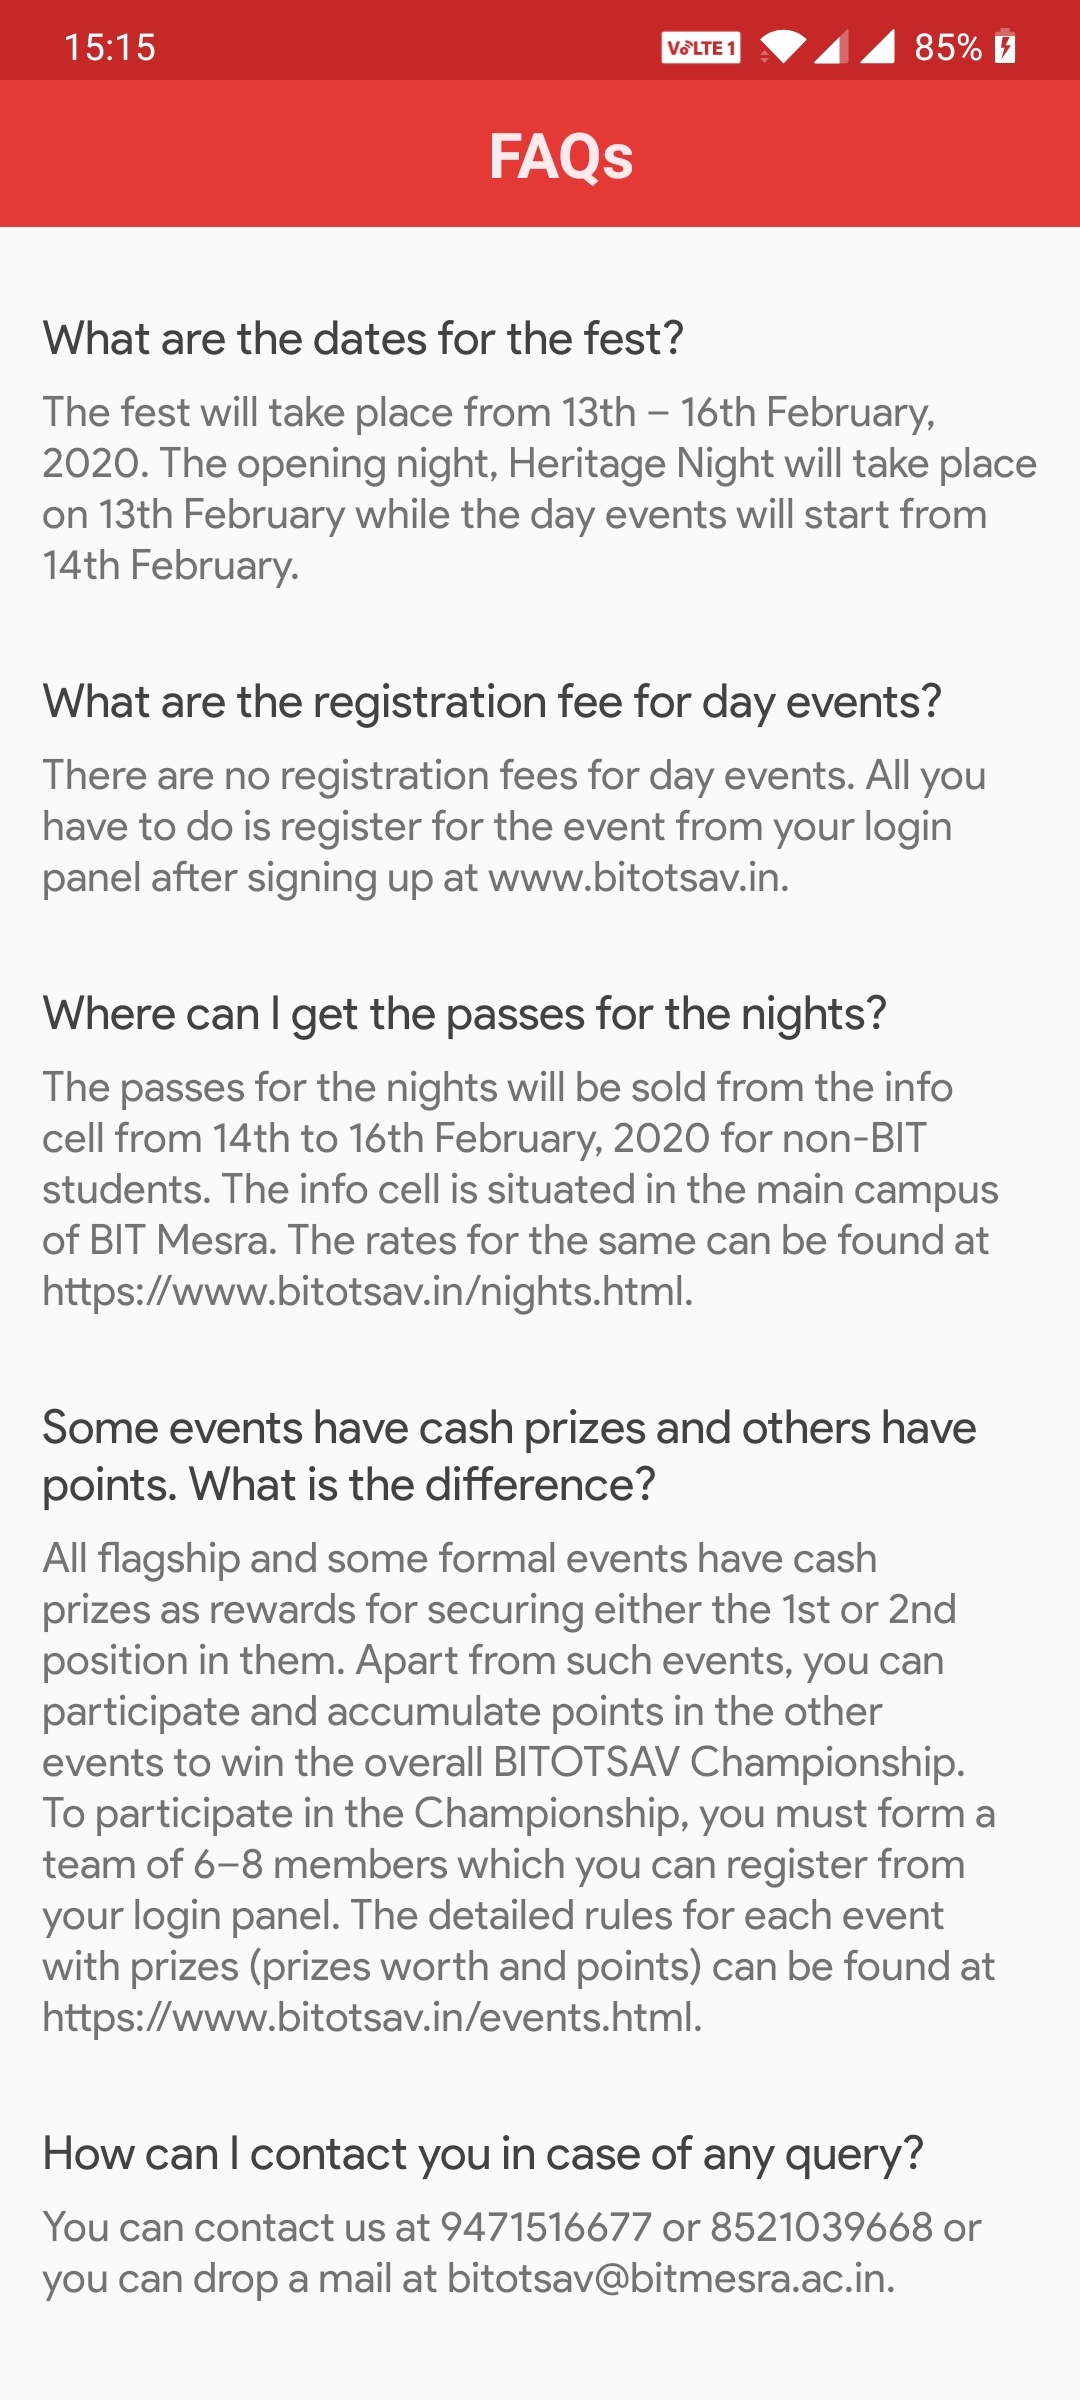 15:15
VoLTE 1
85%
FAQs
What are the dates for the fest?
The fest will take place from 13th – 16th February,
2020. The opening night, Heritage Night will take place
on 13th February while the day events will start from
14th February.
What are the registration fee for day events?
There are no registration fees for day events. All you
have to do is register for the event from your login
panel after signing up at www.bitotsav.in.
Where can I get the passes for the nights?
The passes for the nights will be sold from the info
cell from 14th to 16th February, 2020 for non-BIT
students. The info cell is situated in the main campus
of BIT Mesra. The rates for the same can be found at
https://www.bitotsav.in/nights.html.
Some events have cash prizes and others have
points. What is the difference?
All flagship and some formal events have cash
prizes as rewards for securing either the 1st or 2nd
position in them. Apart from such events, you can
participate and accumulate points in the other
events to win the overall BITOTSAV Championship.
To participate in the Championship, you must form a
team of 6–8 members which you can register from
your login panel. The detailed rules for each event
with prizes (prizes worth and points) can be found at
https://www.bitotsav.in/events.html.
How can I contact you in case of any query?
You can contact us at 9471516677 or 8521039668 or
you can drop a mail at bitotsav@bitmesra.ac.in.